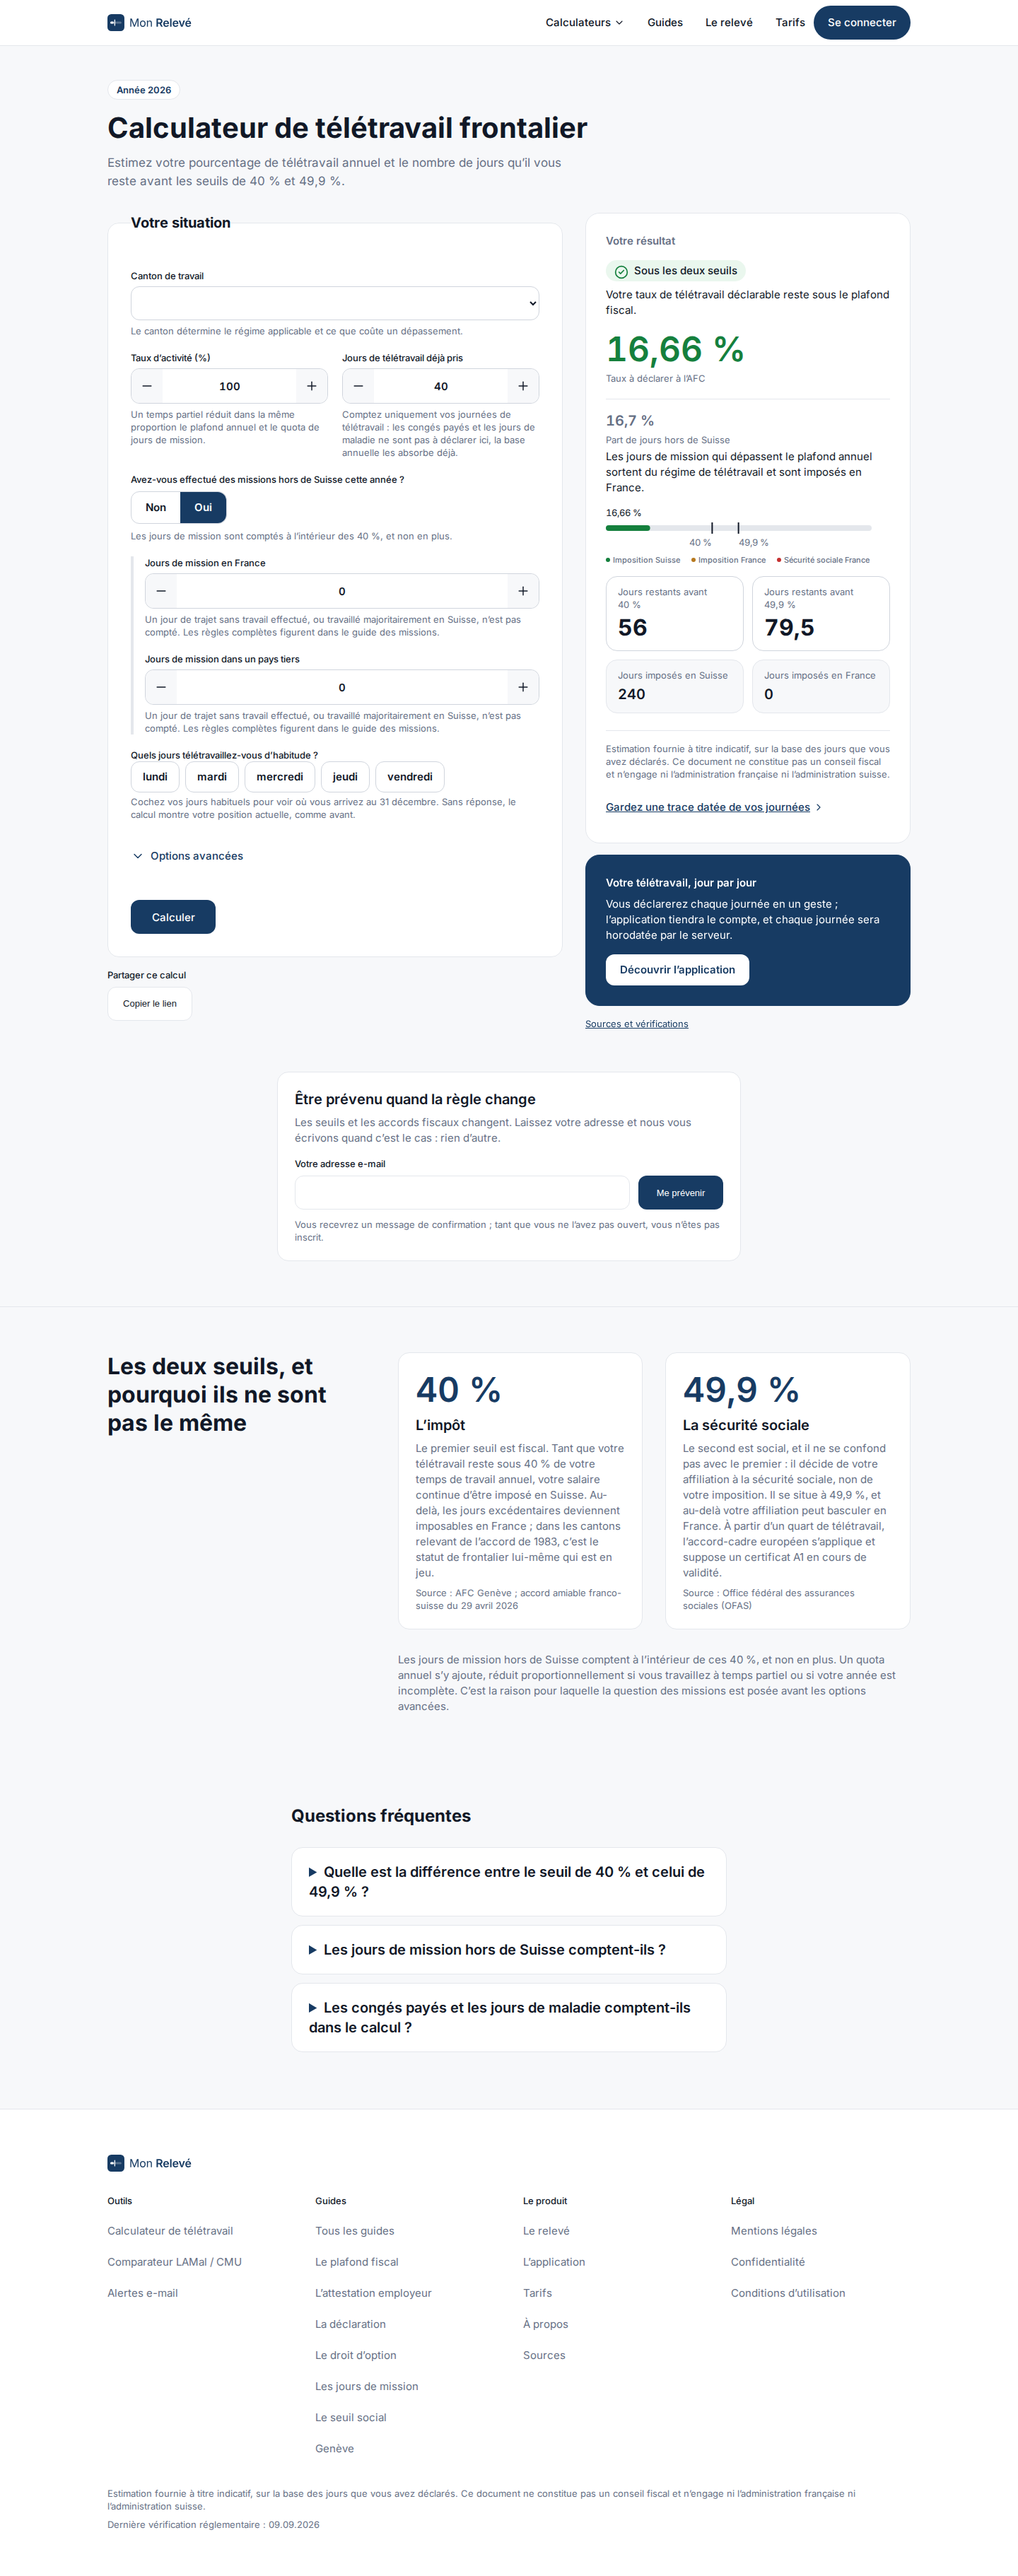 Mon Relevé
Calculateurs
Guides
Le relevé
Tarifs
Se connecter
Année 2026
Calculateur de télétravail frontalier
Estimez votre pourcentage de télétravail annuel et le nombre de jours qu’il vous
reste avant les seuils de 40 % et 49,9 %.
Votre situation
Canton de travail
Le canton détermine le régime applicable et ce que coûte un dépassement.
Taux d’activité (%)
− 100 +
Un temps partiel réduit dans la même
proportion le plafond annuel et le quota de
jours de mission.
Jours de télétravail déjà pris
− 40 +
Comptez uniquement vos journées de
télétravail : les congés payés et les jours de
maladie ne sont pas à déclarer ici, la base
annuelle les absorbe déjà.
Avez-vous effectué des missions hors de Suisse cette année ?
Non
Oui
Les jours de mission sont comptés à l’intérieur des 40 %, et non en plus.
Jours de mission en France
− 0 +
Un jour de trajet sans travail effectué, ou travaillé majoritairement en Suisse, n’est pas
compté. Les règles complètes figurent dans le guide des missions.
Jours de mission dans un pays tiers
− 0 +
Un jour de trajet sans travail effectué, ou travaillé majoritairement en Suisse, n’est pas
compté. Les règles complètes figurent dans le guide des missions.
Quels jours télétravaillez-vous d’habitude ?
lundi
mardi
mercredi
jeudi
vendredi
Cochez vos jours habituels pour voir où vous arrivez au 31 décembre. Sans réponse, le
calcul montre votre position actuelle, comme avant.
Options avancées
Calculer
Partager ce calcul
Copier le lien
Votre résultat
Sous les deux seuils
Votre taux de télétravail déclarable reste sous le plafond
fiscal.
16,66 %
Taux à déclarer à l’AFC
16,7 %
Part de jours hors de Suisse
Les jours de mission qui dépassent le plafond annuel
sortent du régime de télétravail et sont imposés en
France.
16,66 %
40 %
49,9 %
Imposition Suisse
Imposition France
Sécurité sociale France
Jours restants avant
40 %
56
Jours restants avant
49,9 %
79,5
Jours imposés en Suisse
240
Jours imposés en France
0
Estimation fournie à titre indicatif, sur la base des jours que vous
avez déclarés. Ce document ne constitue pas un conseil fiscal
et n’engage ni l’administration française ni l’administration suisse.
Gardez une trace datée de vos journées
Votre télétravail, jour par jour
Vous déclarerez chaque journée en un geste ;
l’application tiendra le compte, et chaque journée sera
horodatée par le serveur.
Découvrir l’application
Sources et vérifications
Être prévenu quand la règle change
Les seuils et les accords fiscaux changent. Laissez votre adresse et nous vous
écrivons quand c’est le cas : rien d’autre.
Votre adresse e-mail
Me prévenir
Vous recevrez un message de confirmation ; tant que vous ne l’avez pas ouvert, vous n’êtes pas
inscrit.
Les deux seuils, et
pourquoi ils ne sont
pas le même
40 %
L’impôt
Le premier seuil est fiscal. Tant que votre
télétravail reste sous 40 % de votre
temps de travail annuel, votre salaire
continue d’être imposé en Suisse. Au-
delà, les jours excédentaires deviennent
imposables en France ; dans les cantons
relevant de l’accord de 1983, c’est le
statut de frontalier lui-même qui est en
jeu.
Source : AFC Genève ; accord amiable franco-
suisse du 29 avril 2026
49,9 %
La sécurité sociale
Le second est social, et il ne se confond
pas avec le premier : il décide de votre
affiliation à la sécurité sociale, non de
votre imposition. Il se situe à 49,9 %, et
au-delà votre affiliation peut basculer en
France. À partir d’un quart de télétravail,
l’accord-cadre européen s’applique et
suppose un certificat A1 en cours de
validité.
Source : Office fédéral des assurances
sociales (OFAS)
Les jours de mission hors de Suisse comptent à l’intérieur de ces 40 %, et non en plus. Un quota
annuel s’y ajoute, réduit proportionnellement si vous travaillez à temps partiel ou si votre année est
incomplète. C’est la raison pour laquelle la question des missions est posée avant les options
avancées.
Questions fréquentes
Quelle est la différence entre le seuil de 40 % et celui de
49,9 % ?
Les jours de mission hors de Suisse comptent-ils ?
Les congés payés et les jours de maladie comptent-ils
dans le calcul ?
Mon Relevé
Outils
Calculateur de télétravail
Comparateur LAMal / CMU
Alertes e-mail
Guides
Tous les guides
Le plafond fiscal
L’attestation employeur
La déclaration
Le droit d’option
Les jours de mission
Le seuil social
Genève
Le produit
Le relevé
L’application
Tarifs
À propos
Sources
Légal
Mentions légales
Confidentialité
Conditions d’utilisation
Estimation fournie à titre indicatif, sur la base des jours que vous avez déclarés. Ce document ne constitue pas un conseil fiscal et n’engage ni l’administration française ni
l’administration suisse.
Dernière vérification réglementaire : 09.09.2026